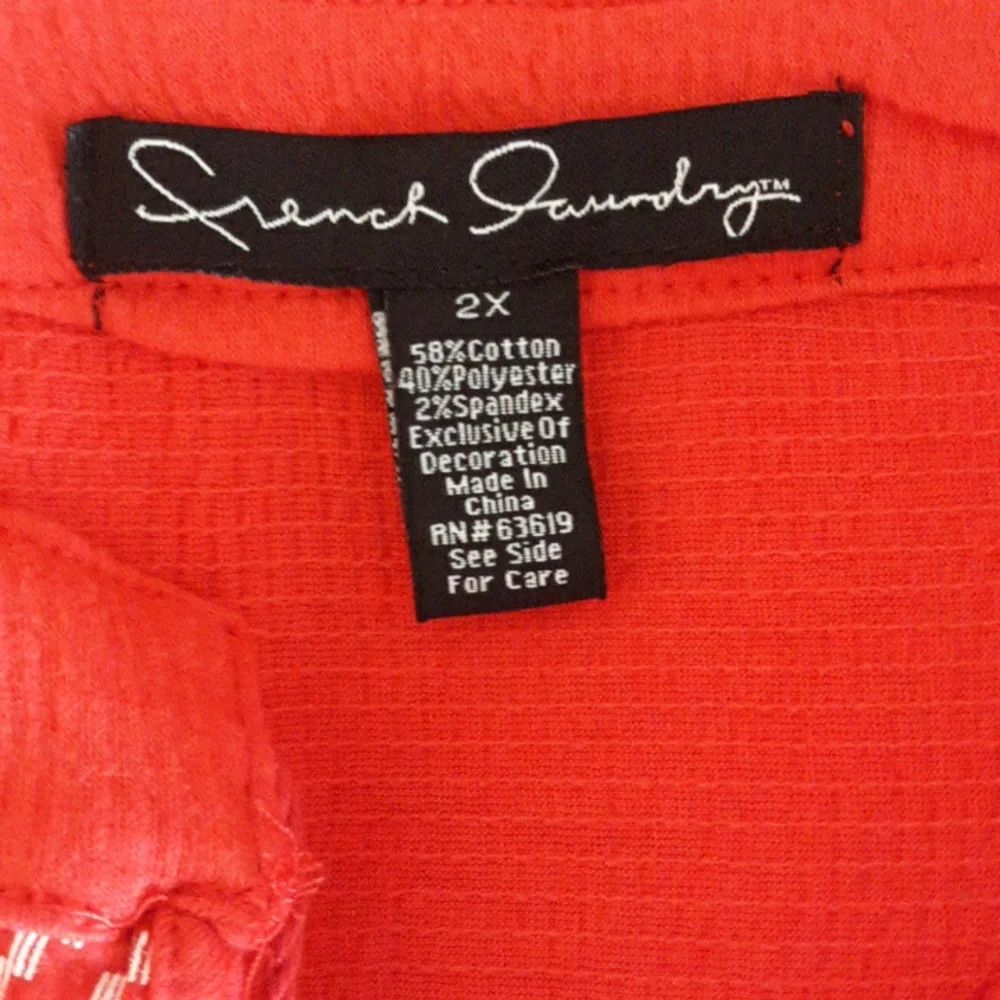 French Laundry™
2X
58%Cotton
40%Polyester
2%Spandex
Exclusive Of
Decoration
Made In
China
RN#63619
See Side
For Care